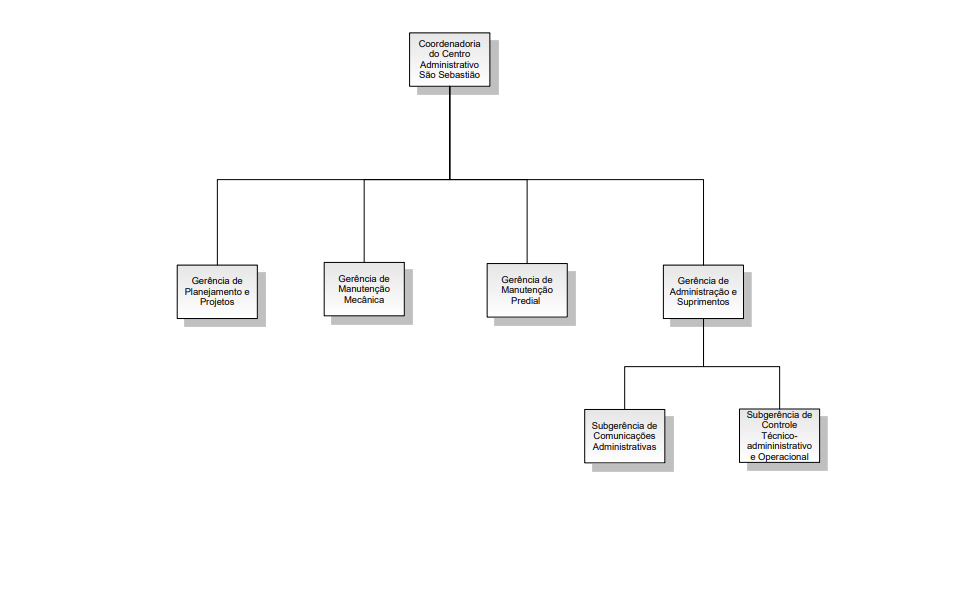 Coordenadoria
do Centro
Administrativo
São Sebastião
Gerência de
Planejamento e
Projetos
Gerência de
Manutenção
Mecânica
Gerência de
Manutenção
Predial
Gerência de
Administração e
Suprimentos
Subgerência de
Comunicações
Administrativas
Subgerência de
Controle
Técnico-
admininistrativo
e Operacional